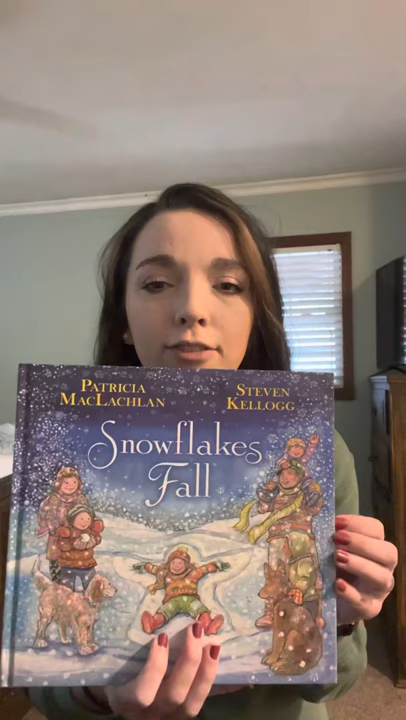 PATRICIA
MACLACHLAN
STEVEN
KELLOGG
Snowflakes
Fall